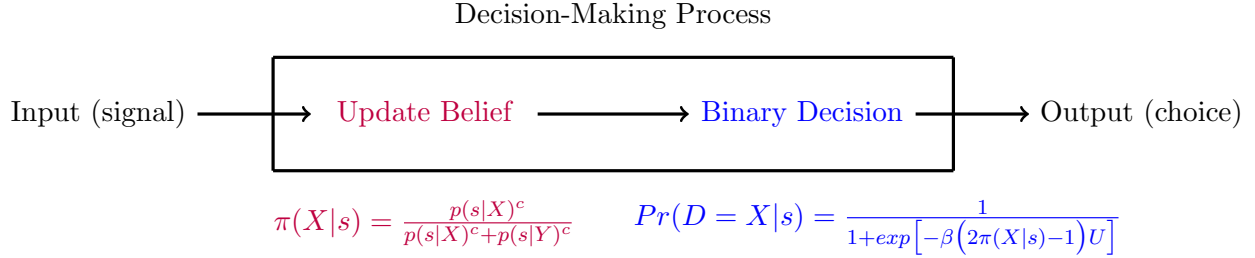 Decision-Making Process
Input (signal) Update Belief Binary Decision Output (choice)
π(X|s) = p(s|X)^c / (p(s|X)^c + p(s|Y)^c) Pr(D = X|s) = 1 / (1+exp[−β(2π(X|s)−1)U])